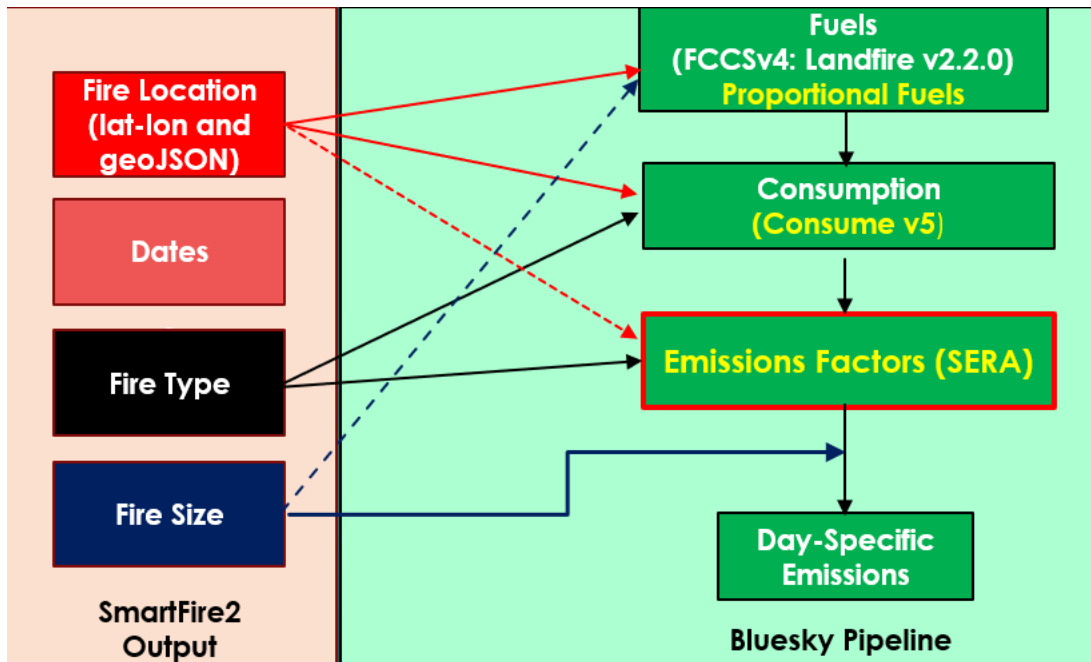 Fire Location
(lat-lon and
geoJSON)
Dates
Fire Type
Fire Size
SmartFire2
Output
Fuels
(FCCSv4: Landfire v2.2.0)
Proportional Fuels
Consumption
(Consume v5)
Emissions Factors (SERA)
Day-Specific
Emissions
Bluesky Pipeline